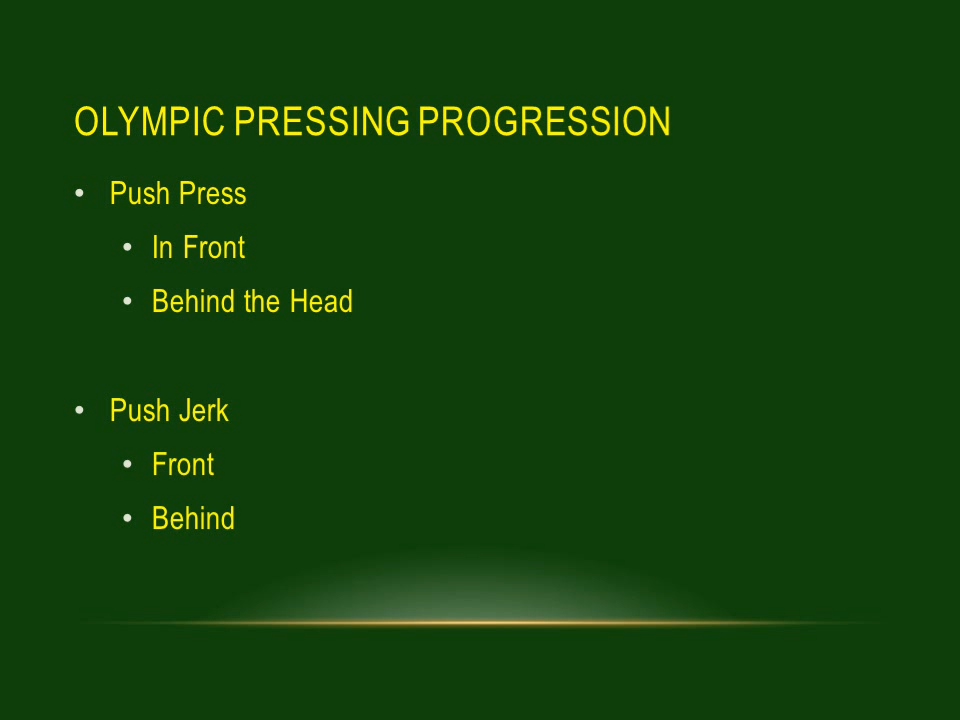 OLYMPIC PRESSING PROGRESSION
• Push Press
• In Front
• Behind the Head
• Push Jerk
• Front
• Behind